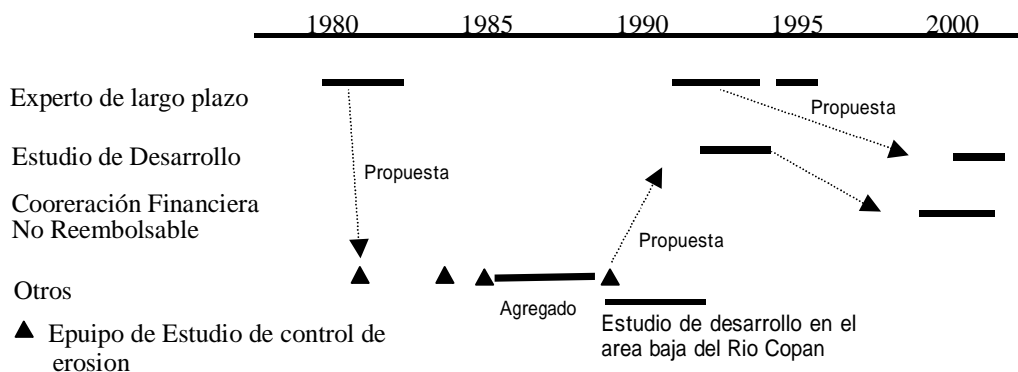 1980 1985 1990 1995 2000
Experto de largo plazo
Propuesta
Estudio de Desarrollo
Propuesta
Cooreración Financiera
No Reembolsable
Propuesta
Otros
Agregado
Estudio de desarrollo en el
area baja del Rio Copan
Epuipo de Estudio de control de
erosion